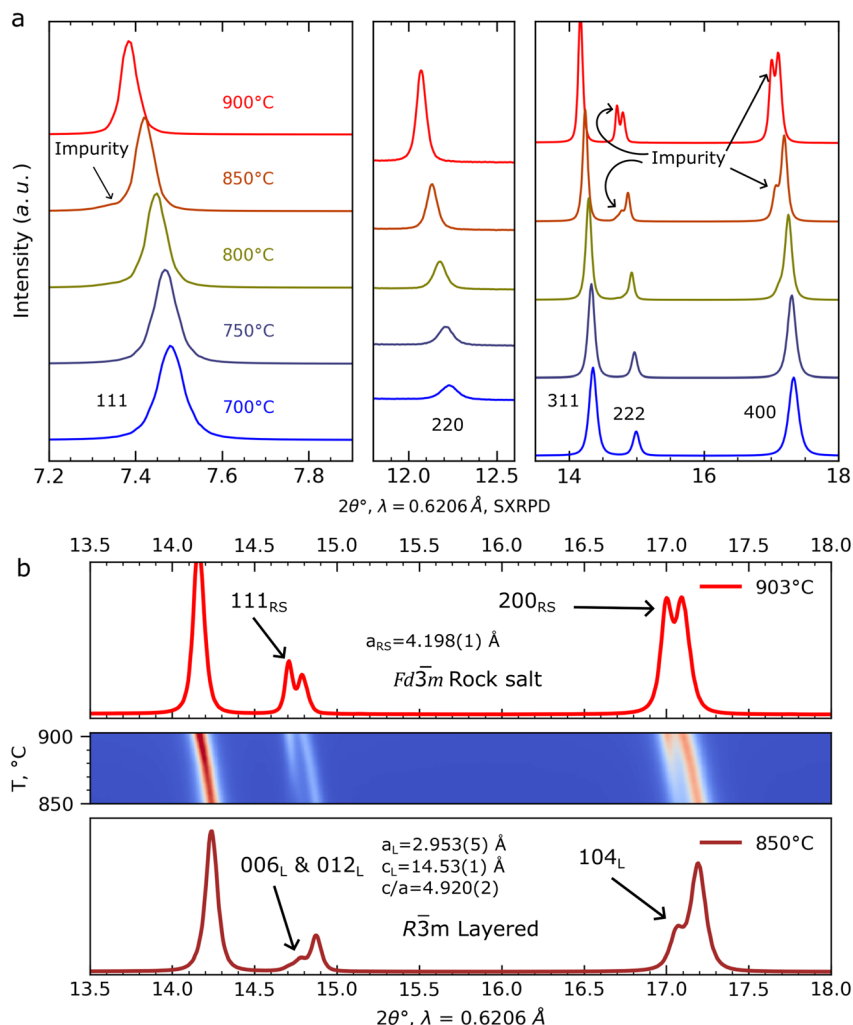 a
Intensity (a. u.)
900°C
Impurity
850°C
800°C
750°C
111
700°C
220
Impurity
311
222
400
7.2 7.4 7.6 7.8
12.0 12.5
14 16 18
2θ°, λ = 0.6206 Å, SXRPD
b
13.5 14.0 14.5 15.0 15.5 16.0 16.5 17.0 17.5 18.0
903°C
111RS
200RS
aRS=4.198(1) Å
Fd3̅m Rock salt
T, °C
900
850
850°C
aL=2.953(5) Å
cL=14.53(1) Å
c/a=4.920(2)
006L & 012L
104L
R3̅m Layered
13.5 14.0 14.5 15.0 15.5 16.0 16.5 17.0 17.5 18.0
2θ°, λ = 0.6206 Å